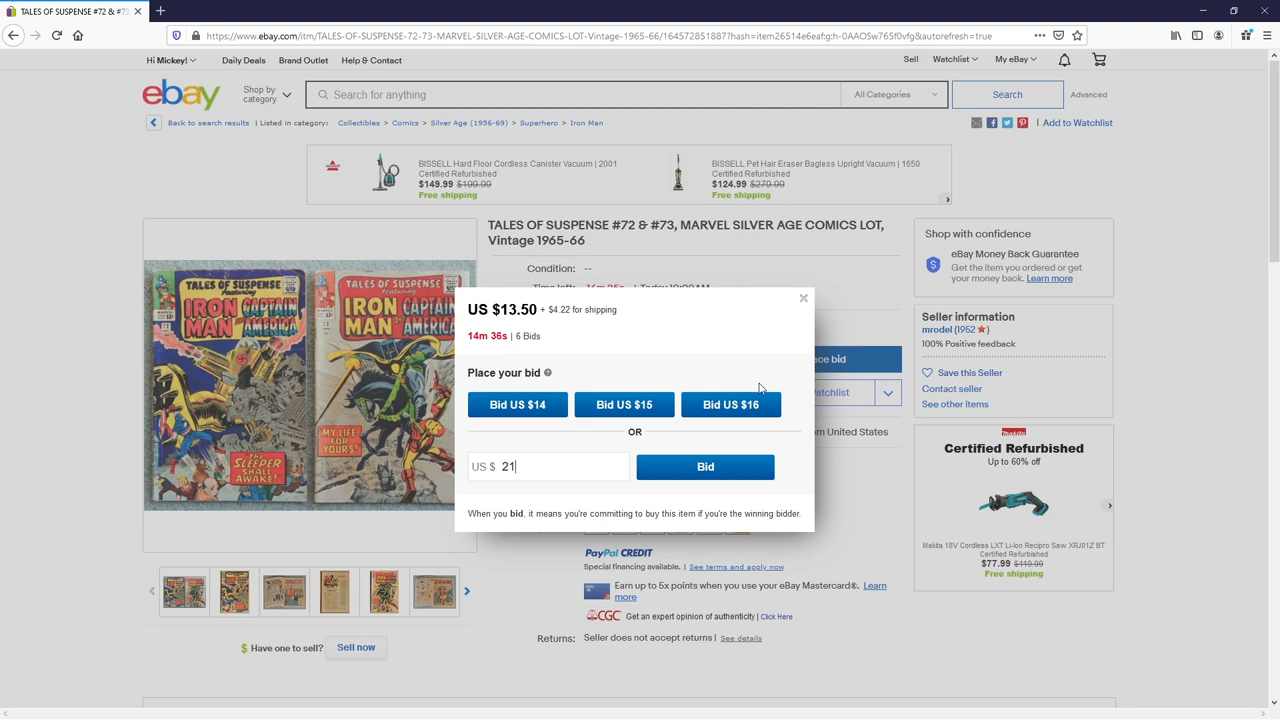 TALES OF SUSPENSE #72 & #73
https://www.ebay.com/itm/TALES-OF-SUSPENSE-72-73-MARVEL-SILVER-AGE-COMICS-LOT-Vintage-1965-66/164572851887?hash=item26514e6eaf:g:h-0AAOSw765f0vfg&autorefresh=true
Hi Mickey! Daily Deals Brand Outlet Help & Contact Sell Watchlist My eBay
ebay Shop by category Search for anything All Categories Search Advanced
Back to search results | Listed in category: Collectibles > Comics > Silver Age (1956-69) > Superhero > Iron Man | Add to Watchlist
BISSELL Hard Floor Cordless Canister Vacuum | 2001
Certified Refurbished
$149.99 $199.99
Free shipping
BISSELL Pet Hair Eraser Bagless Upright Vacuum | 1650
Certified Refurbished
$124.99 $279.99
Free shipping
TALES OF SUSPENSE #72 & #73, MARVEL SILVER AGE COMICS LOT,
Vintage 1965-66
Condition: --
US $13.50 + $4.22 for shipping
14m 36s | 6 Bids
Place your bid
Bid US $14 Bid US $15 Bid US $16
OR
US $ 21 Bid
When you bid, it means you're committing to buy this item if you're the winning bidder.
TALES OF SUSPENSE
featuring
IRON CAPTAIN
MAN AMERICA
THE SLEEPER
SHALL
AWAKE!
TALES OF SUSPENSE
featuring
IRON CAPTAIN
MAN AMERICA
MY LIFE
FOR
YOURS!
PayPal CREDIT
Special financing available. | See terms and apply now
Earn up to 5x points when you use your eBay Mastercard®. Learn
more
CGC Get an expert opinion of authenticity | Click Here
Returns: Seller does not accept returns | See details
$ Have one to sell? Sell now
Shop with confidence
eBay Money Back Guarantee
Get the item you ordered or get
your money back. Learn more
Seller information
mrodel (1952)
100% Positive feedback
Save this Seller
Contact seller
See other items
Makita
Certified Refurbished
Up to 60% off
Makita 18V Cordless LXT Li-Ion Recipro Saw XRJ01Z BT
Certified Refurbished
$77.99 $119.99
Free shipping